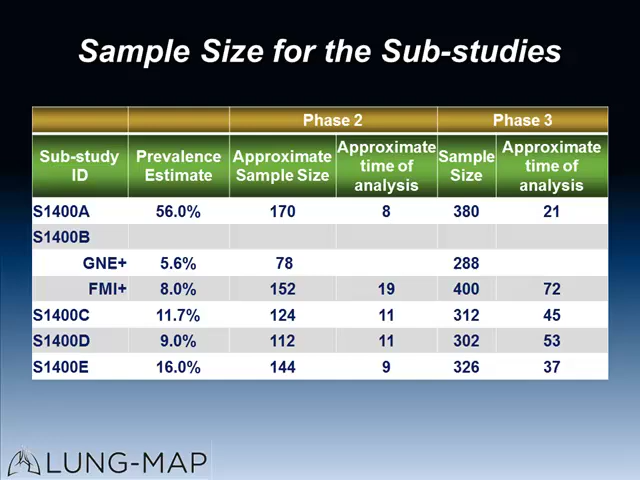 Sample Size for the Sub-studies
Phase 2 Phase 3
Sub-study ID Prevalence Estimate Approximate Sample Size Approximate time of analysis Sample Size Approximate time of analysis
S1400A 56.0% 170 8 380 21
S1400B
GNE+ 5.6% 78 288
FMI+ 8.0% 152 19 400 72
S1400C 11.7% 124 11 312 45
S1400D 9.0% 112 11 302 53
S1400E 16.0% 144 9 326 37
LUNG-MAP